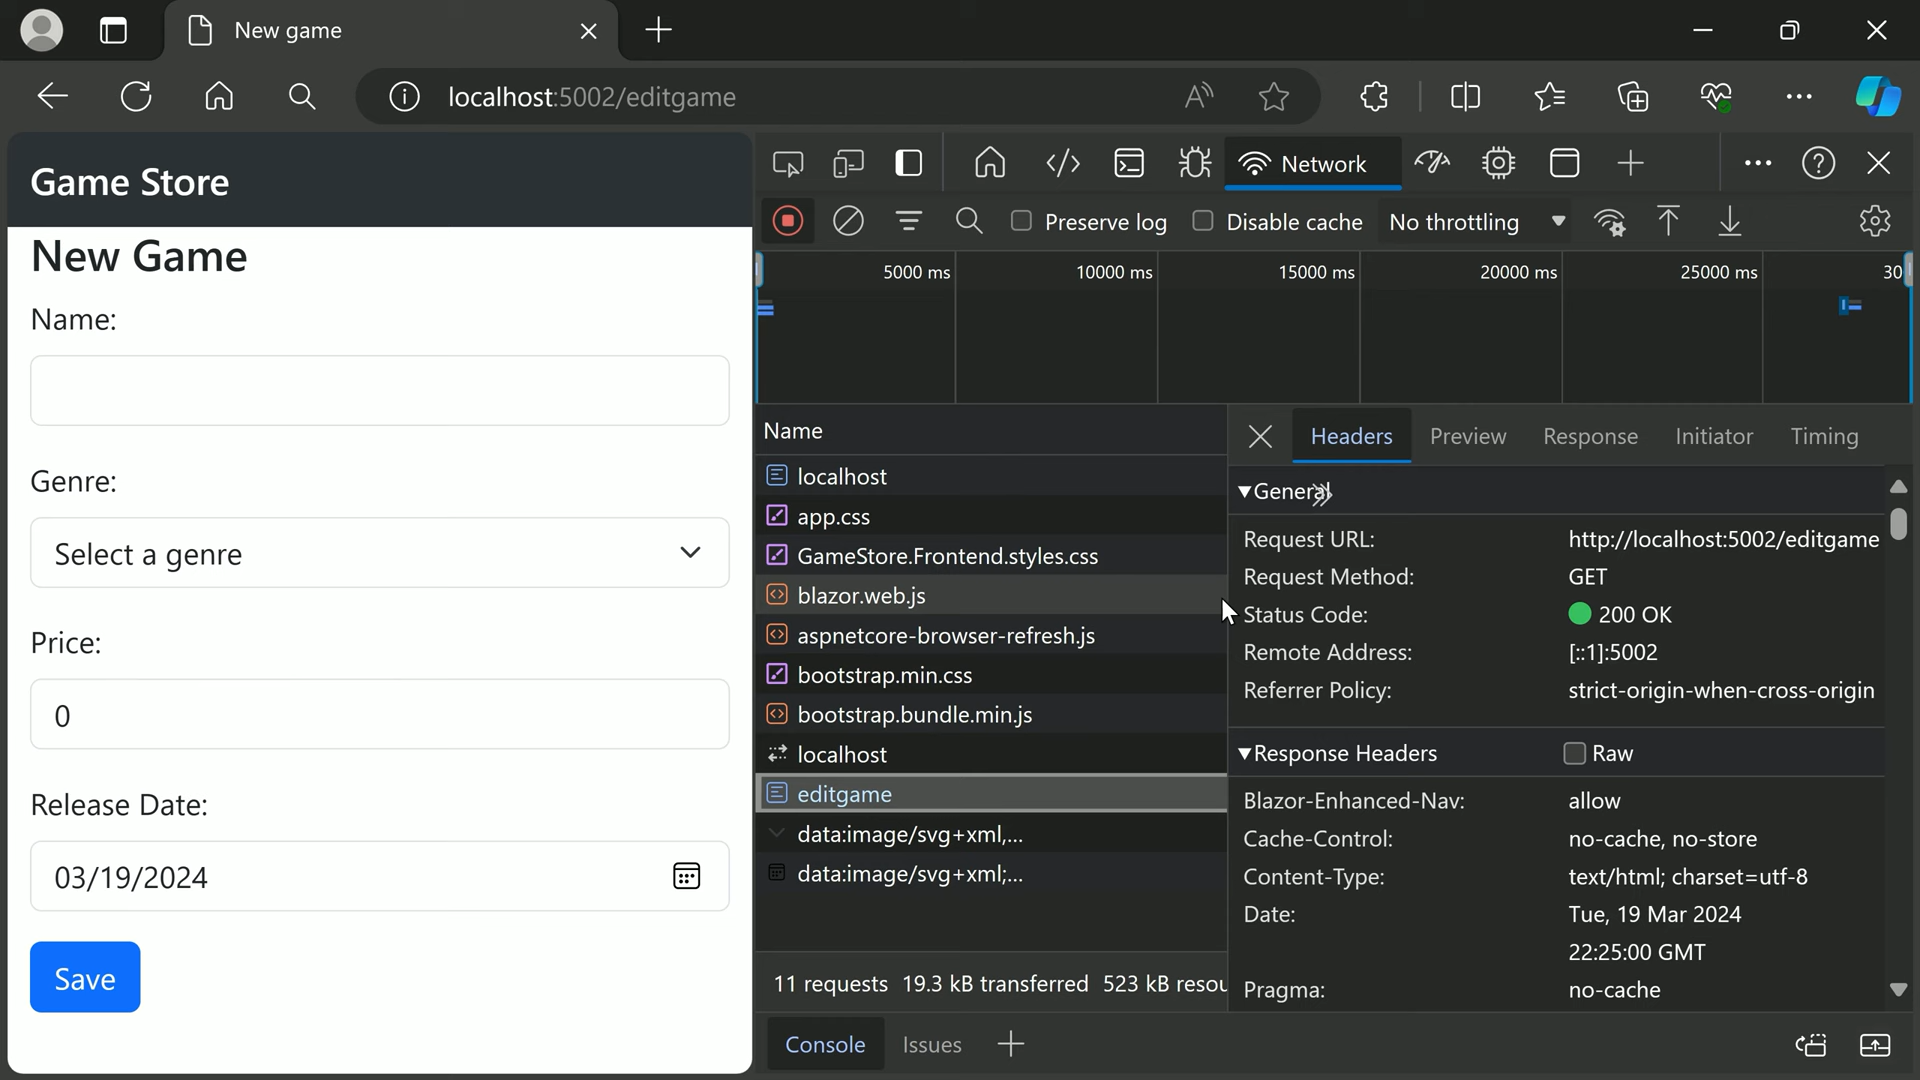 New game
localhost:5002/editgame
Game Store
New Game
Name:
Genre:
Select a genre
Price:
0
Release Date:
03/19/2024
Save
Network
Preserve log
Disable cache
No throttling
5000 ms
10000 ms
15000 ms
20000 ms
25000 ms
30
Name
localhost
app.css
GameStore.Frontend.styles.css
blazor.web.js
aspnetcore-browser-refresh.js
bootstrap.min.css
bootstrap.bundle.min.js
localhost
editgame
data:image/svg+xml,...
data:image/svg+xml;...
11 requests 19.3 kB transferred 523 kB resou
Headers
Preview
Response
Initiator
Timing
General
Request URL: http://localhost:5002/editgame
Request Method: GET
Status Code: 200 OK
Remote Address: [::1]:5002
Referrer Policy: strict-origin-when-cross-origin
Response Headers
Raw
Blazor-Enhanced-Nav: allow
Cache-Control: no-cache, no-store
Content-Type: text/html; charset=utf-8
Date: Tue, 19 Mar 2024
22:25:00 GMT
Pragma: no-cache
Console
Issues